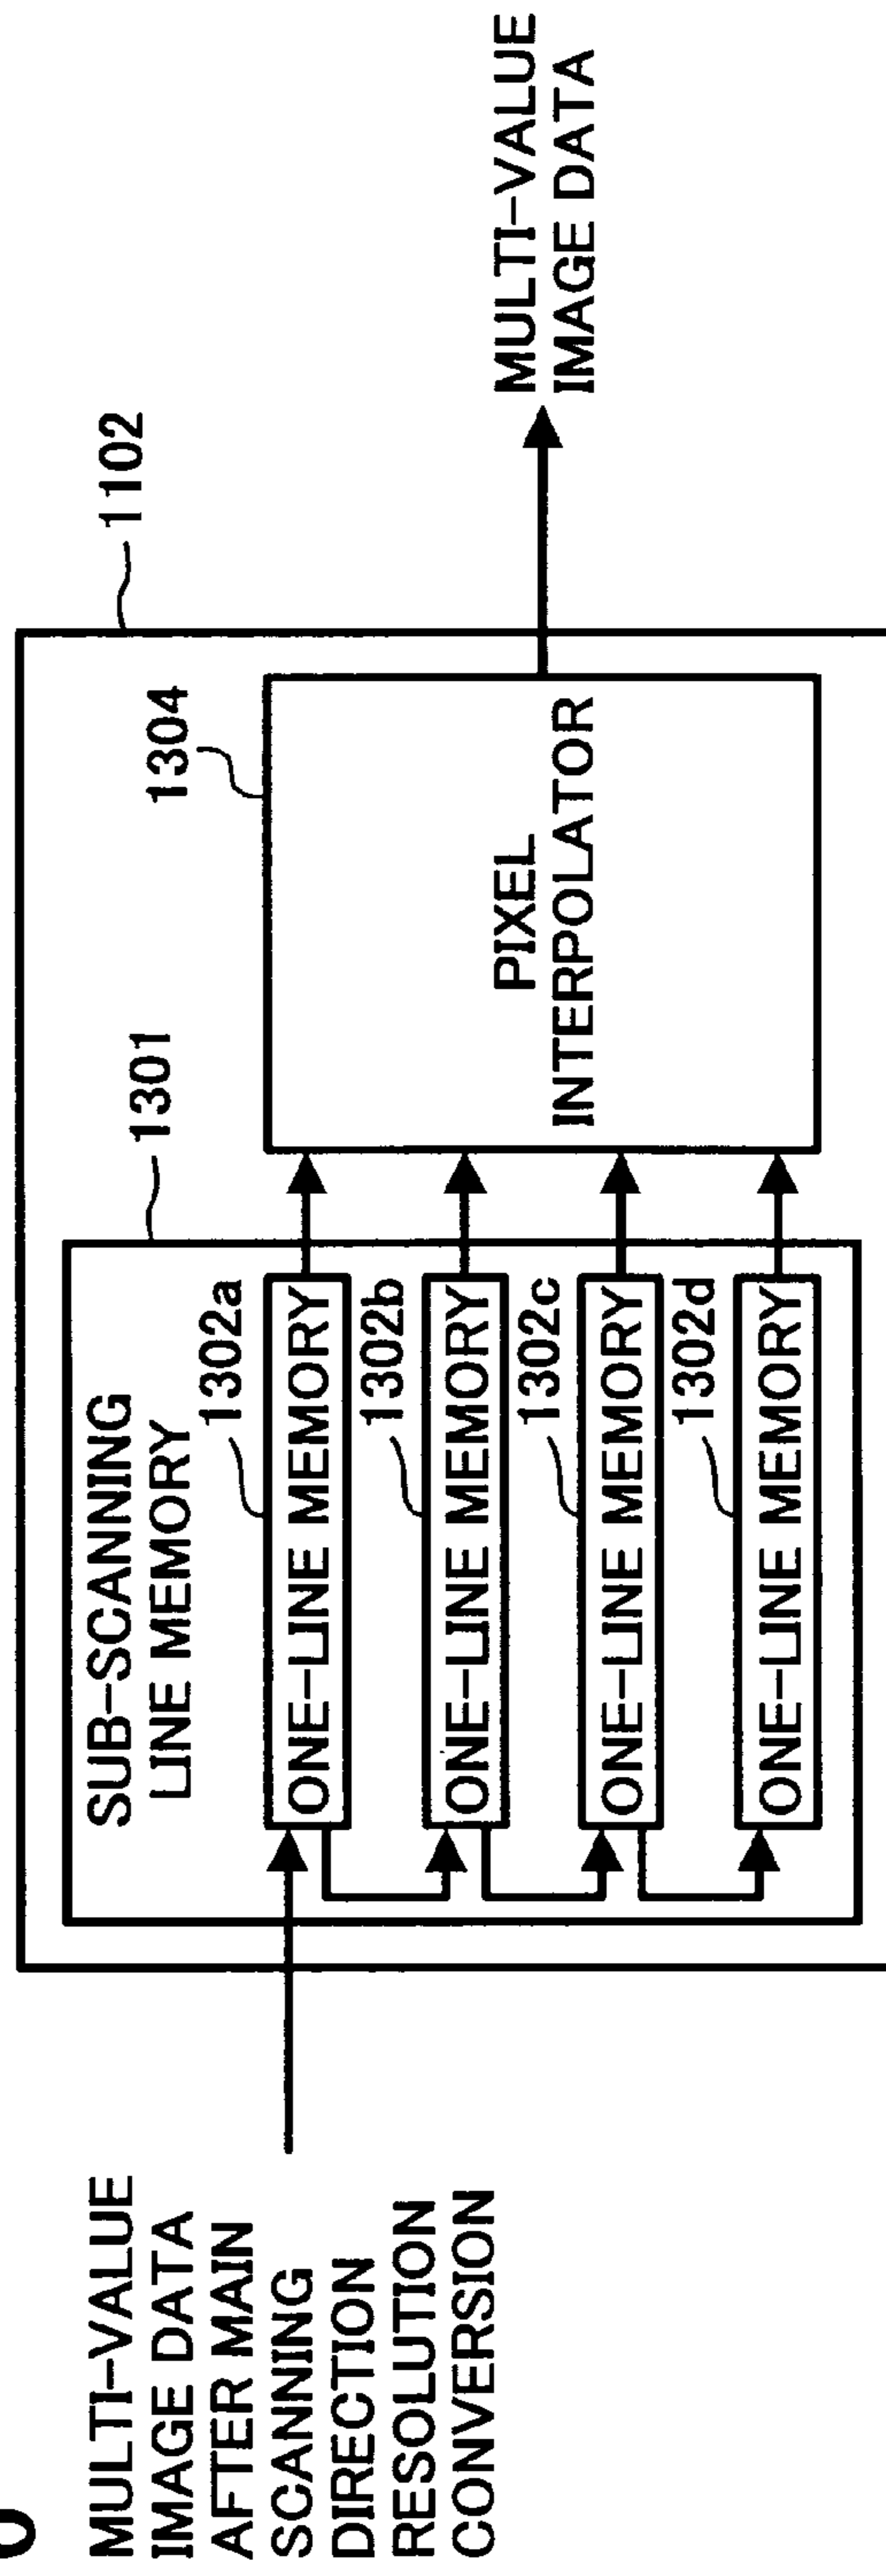 MULTI-VALUE
IMAGE DATA
AFTER MAIN
SCANNING
DIRECTION
RESOLUTION
CONVERSION
SUB-SCANNING
LINE MEMORY
1302a
ONE-LINE MEMORY
1302b
ONE-LINE MEMORY
1302c
ONE-LINE MEMORY
1302d
ONE-LINE MEMORY
1301
1304
PIXEL
INTERPOLATOR
1102
MULTI-VALUE
IMAGE DATA